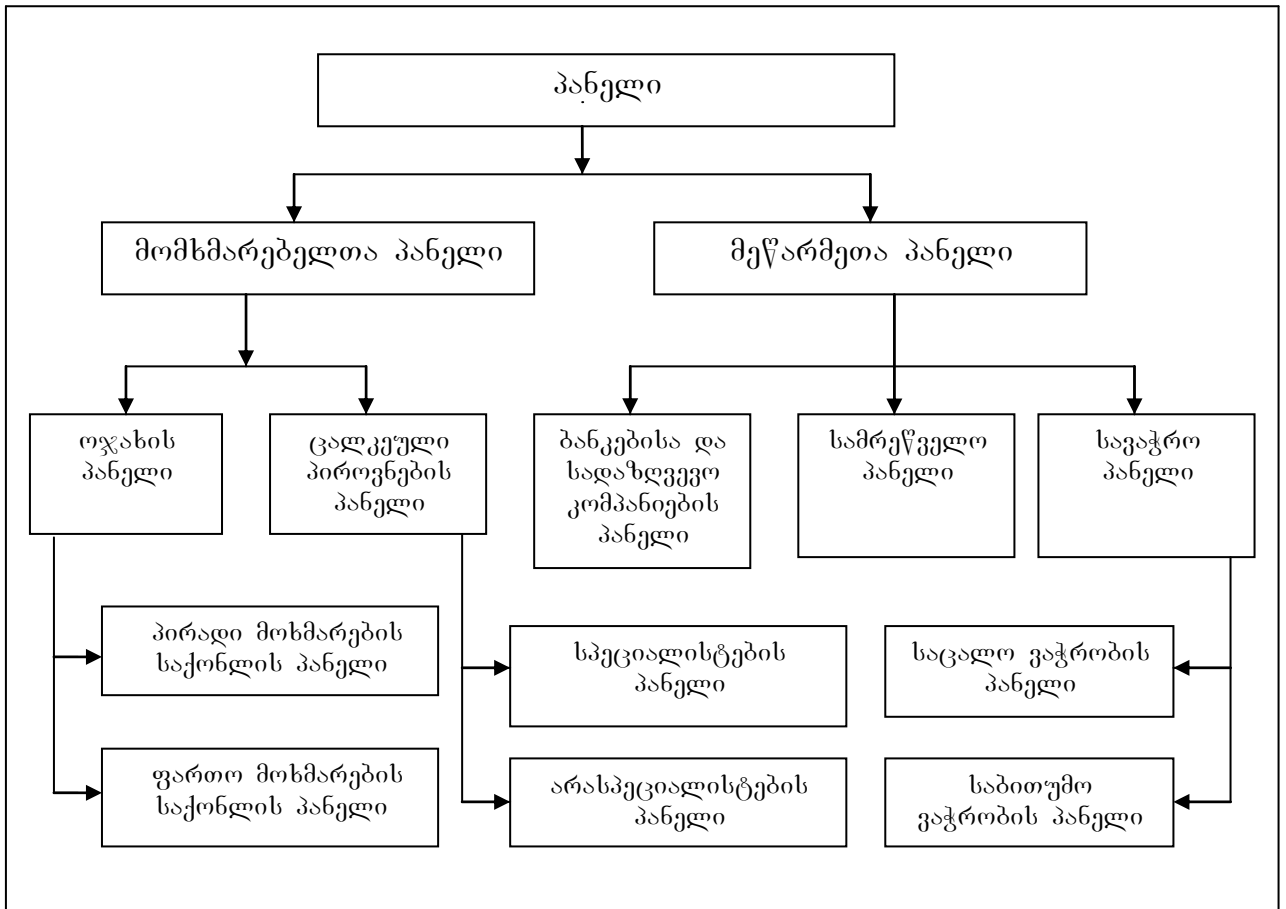 პანელი
მომხმარებელთა პანელი
მეწარმეთა პანელი
ოჯახის
პანელი
ცალკეული
პიროვნების
პანელი
ბანკებისა და
სადაზღვევო
კომპანიების
პანელი
სამრეწველო
პანელი
სავაჭრო
პანელი
პირადი მოხმარების
საქონლის პანელი
სპეციალისტების
პანელი
საცალო ვაჭრობის
პანელი
ფართო მოხმარების
საქონლის პანელი
არასპეციალისტების
პანელი
საბითუმო
ვაჭრობის პანელი